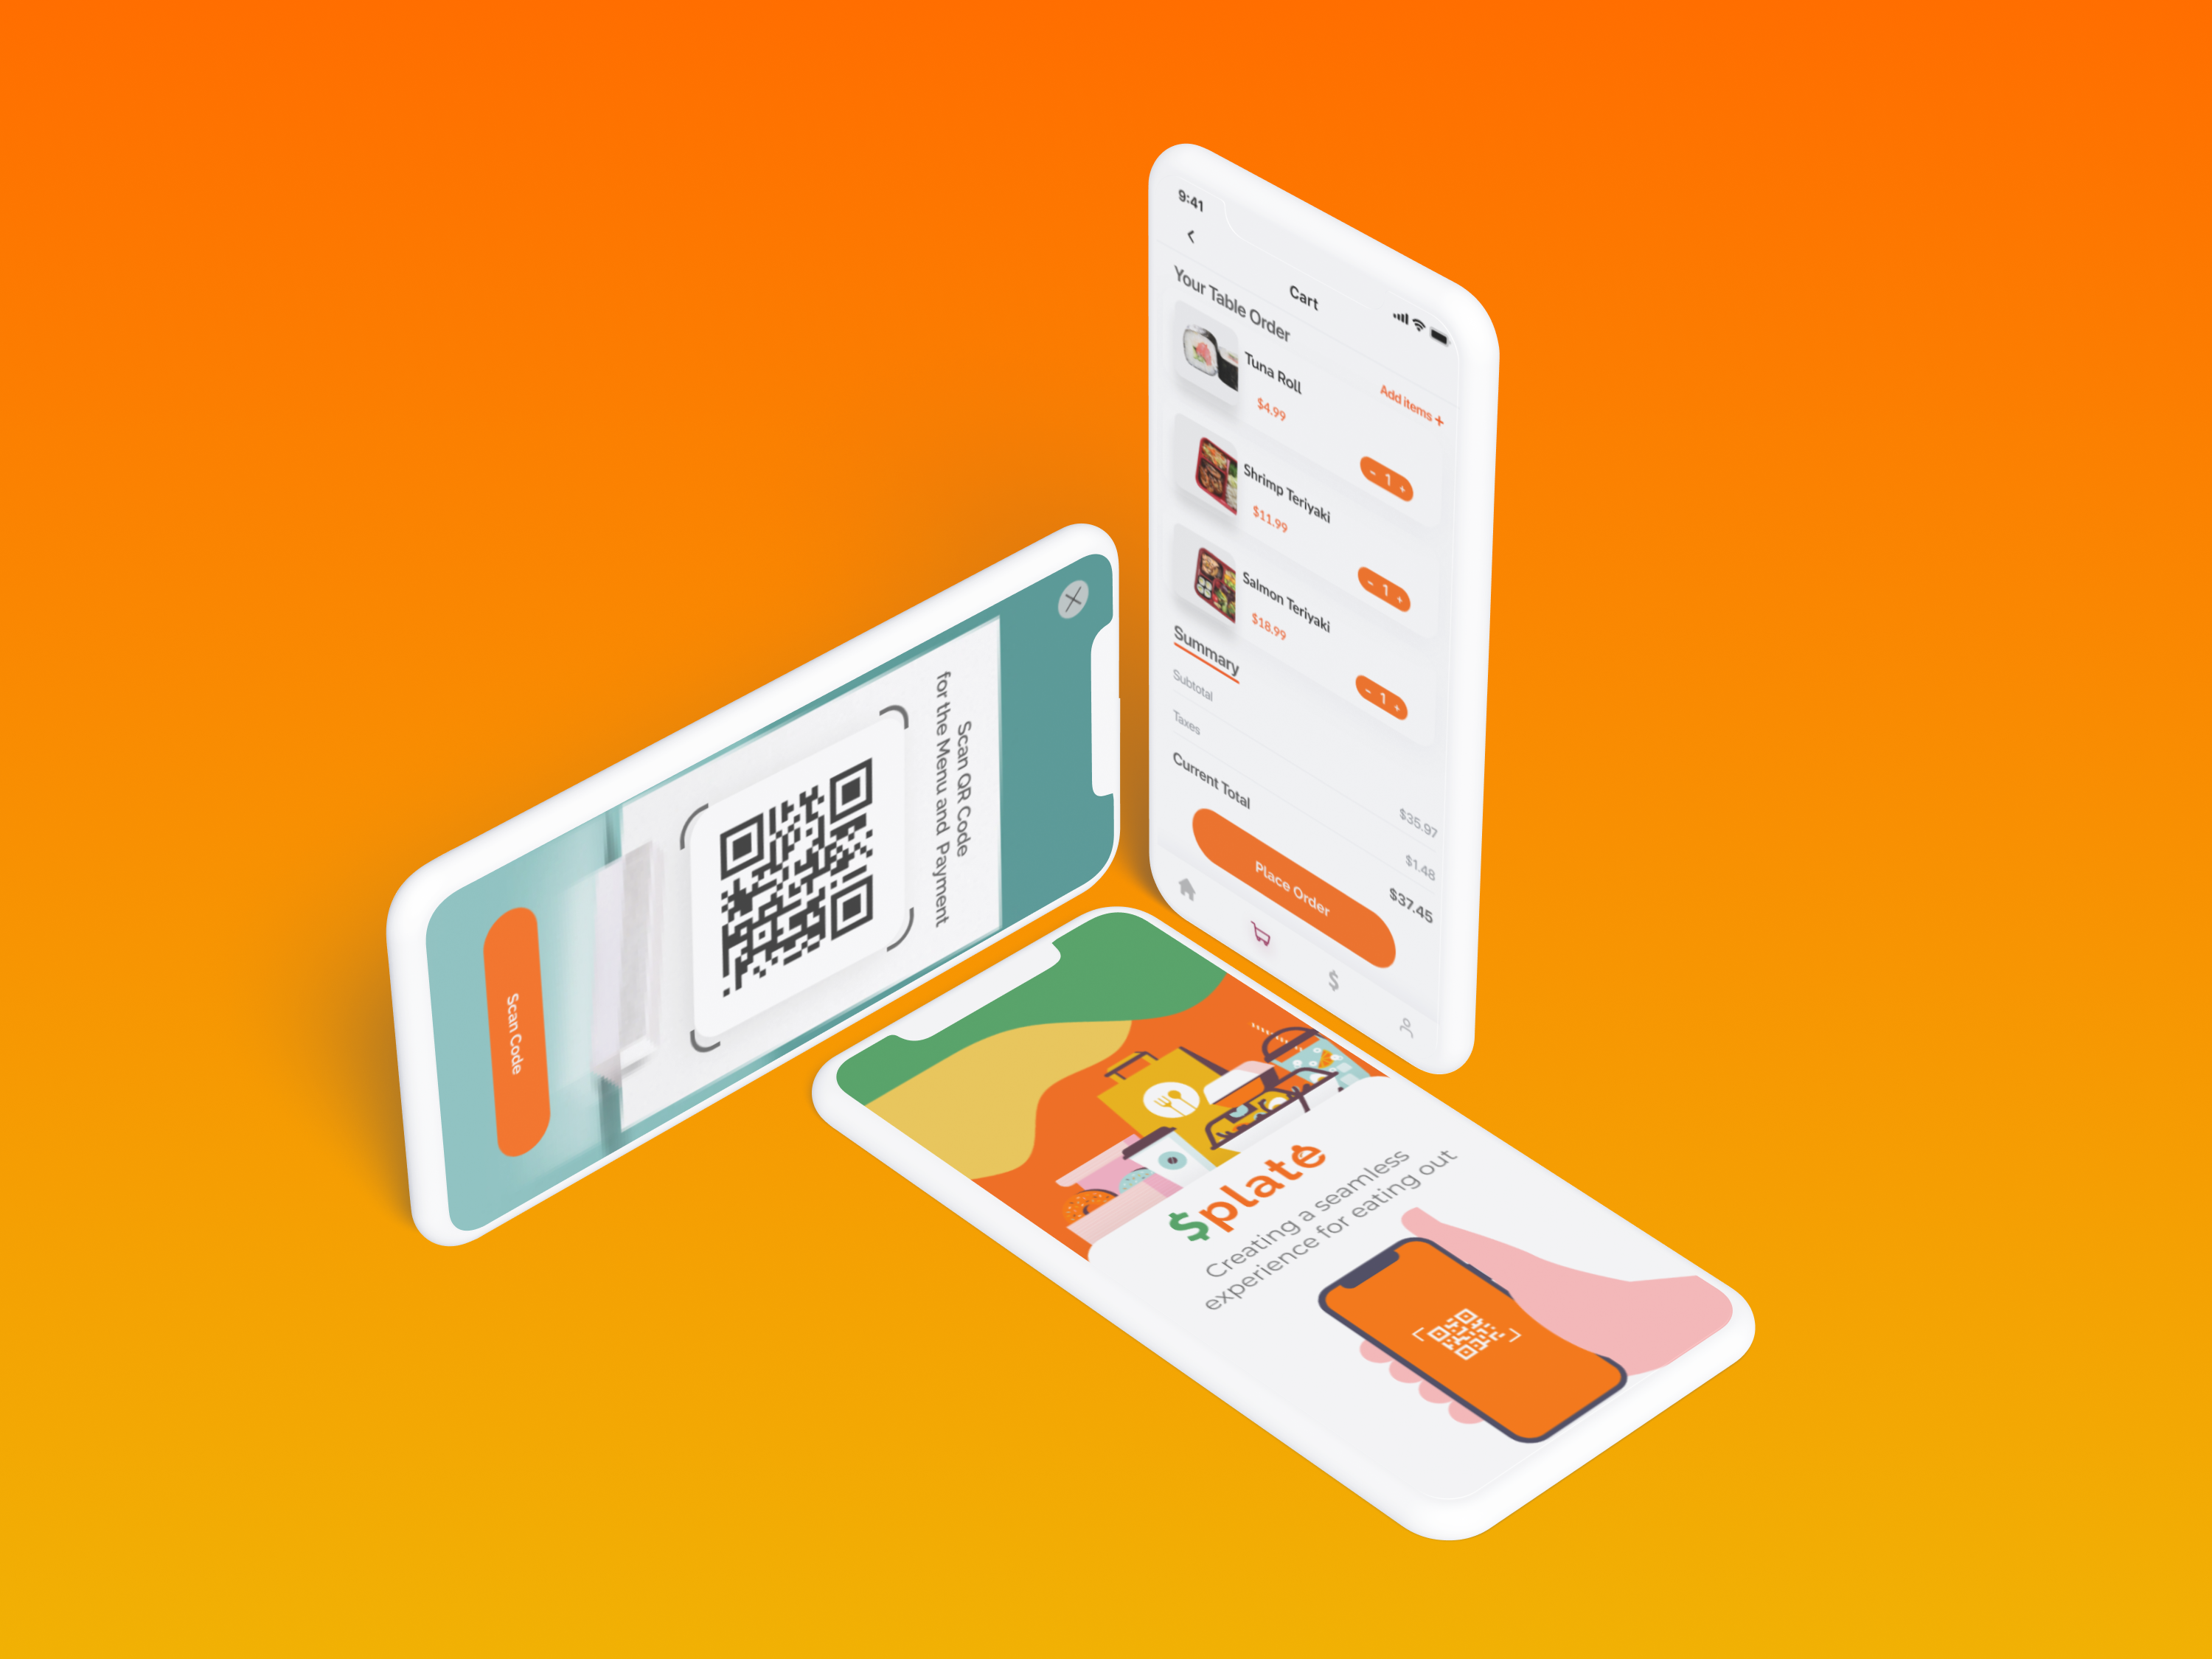 9:41
Cart
Your Table Order
Add items +
Tuna Roll
$4.99
- 1 +
Shrimp Teriyaki
$11.99
- 1 +
Salmon Teriyaki
$18.99
- 1 +
Summary
Subtotal
$35.97
Taxes
$1.48
Current Total
$37.45
Place Order
$
Scan QR Code
for the Menu and Payment
Scan Code
$plate
Creating a seamless
experience for eating out